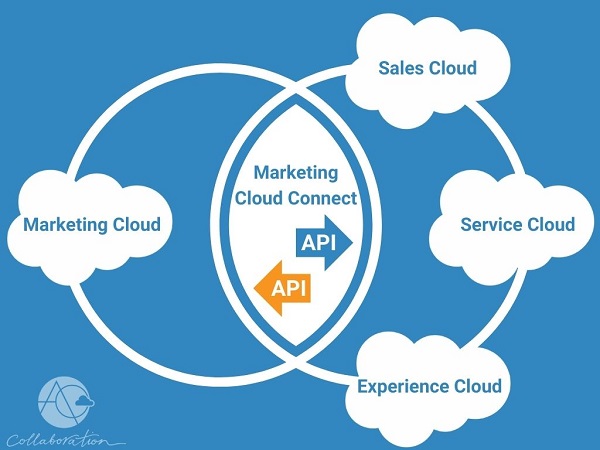 Sales Cloud
Marketing
Cloud Connect
Marketing Cloud
Service Cloud
API
API
Experience Cloud
AC
Collaboration